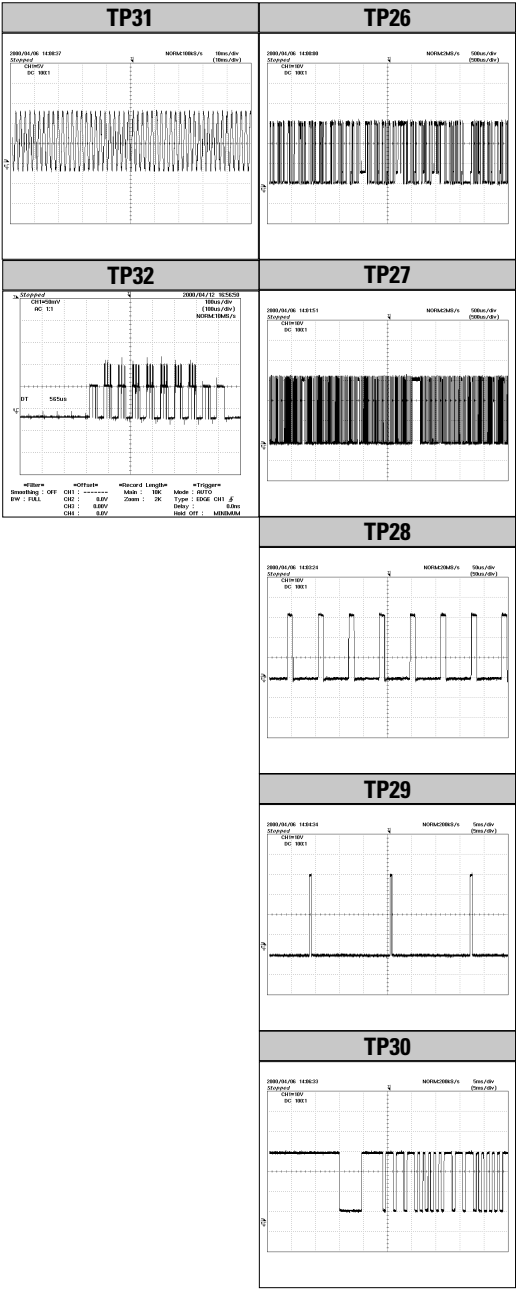 TP31
2000/04/06 14:08:37
Stopped
NORM:100kS/s
10ms/div
(10ms/div)
CH1=5V
DC 100:1
TP26
2000/04/06 14:00:00
Stopped
NORM:2MS/s
500us/div
(500us/div)
CH1=10V
DC 100:1
TP32
Stopped
2000/04/12 16:56:50
CH1=50mV
AC 1:1
100us/div
(100us/div)
NORM:10MS/s
DT 565us
=Filter=
Smoothing : OFF
BW : FULL
=Offset=
CH1 : -------
CH2 : 0.0V
CH3 : 0.00V
CH4 : 0.0V
=Record Length=
Main : 10K
Zoom : 2K
=Trigger=
Mode : AUTO
Type : EDGE CH1
Delay : 0.0ns
Hold Off : MINIMUM
TP27
2000/04/06 14:01:51
Stopped
NORM:2MS/s
500us/div
(500us/div)
CH1=10V
DC 100:1
TP28
2000/04/06 14:03:24
Stopped
NORM:20MS/s
50us/div
(50us/div)
CH1=10V
DC 100:1
TP29
2000/04/06 14:04:34
Stopped
NORM:200kS/s
5ms/div
(5ms/div)
CH1=10V
DC 100:1
TP30
2000/04/06 14:06:33
Stopped
NORM:200kS/s
5ms/div
(5ms/div)
CH1=10V
DC 100:1